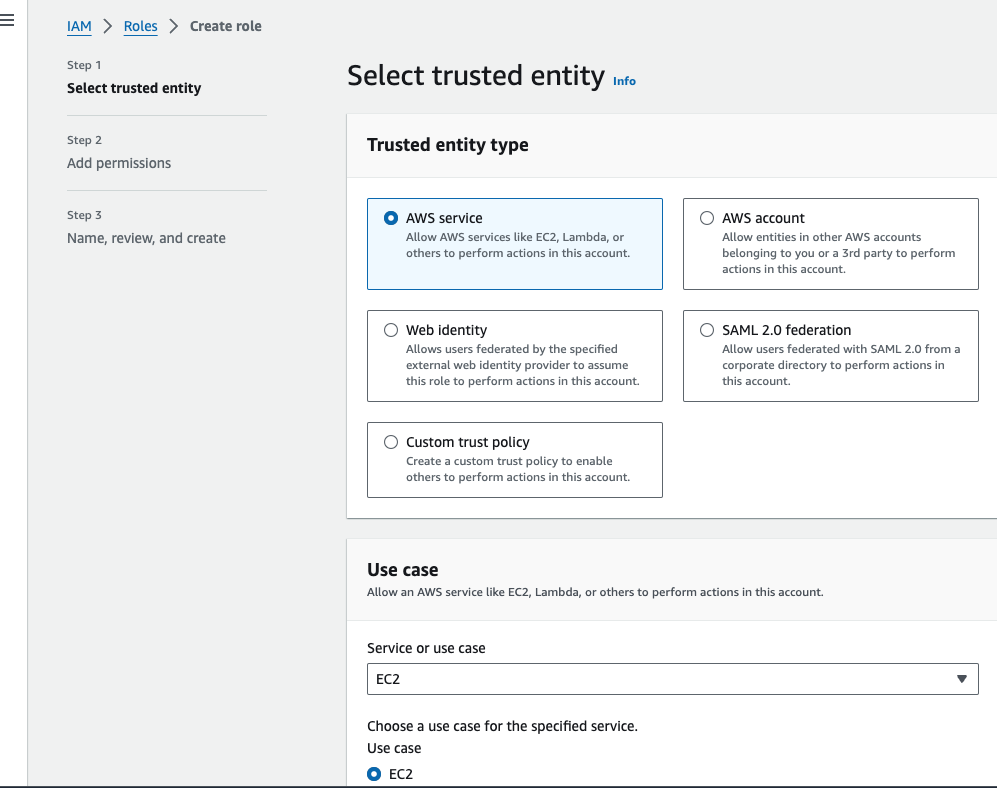 IAM > Roles > Create role
Step 1
Select trusted entity
Step 2
Add permissions
Step 3
Name, review, and create
Select trusted entity Info
Trusted entity type
AWS service
Allow AWS services like EC2, Lambda, or
others to perform actions in this account.
AWS account
Allow entities in other AWS accounts
belonging to you or a 3rd party to perform
actions in this account.
Web identity
Allows users federated by the specified
external web identity provider to assume
this role to perform actions in this account.
SAML 2.0 federation
Allow users federated with SAML 2.0 from a
corporate directory to perform actions in
this account.
Custom trust policy
Create a custom trust policy to enable
others to perform actions in this account.
Use case
Allow an AWS service like EC2, Lambda, or others to perform actions in this account.
Service or use case
EC2
Choose a use case for the specified service.
Use case
EC2